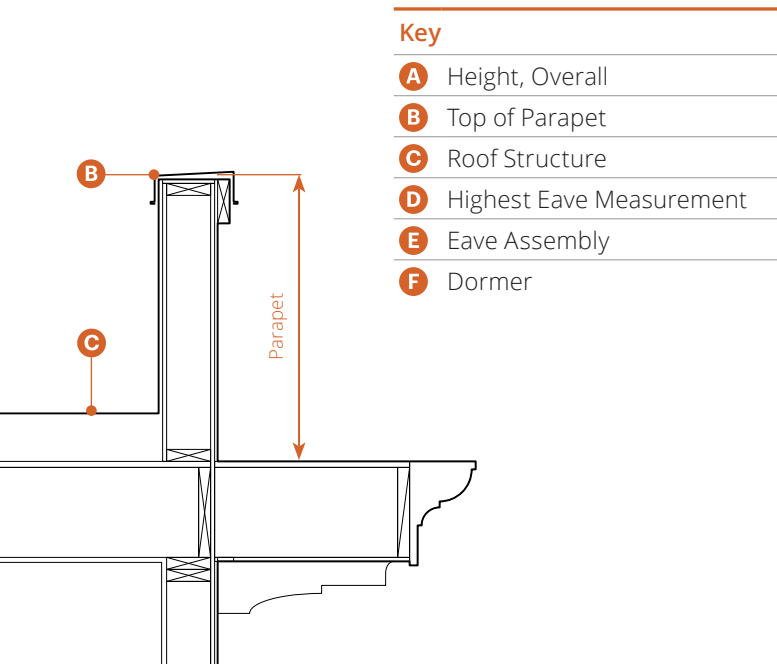 Key
A Height, Overall
B Top of Parapet
C Roof Structure
D Highest Eave Measurement
E Eave Assembly
F Dormer
B
Parapet
C